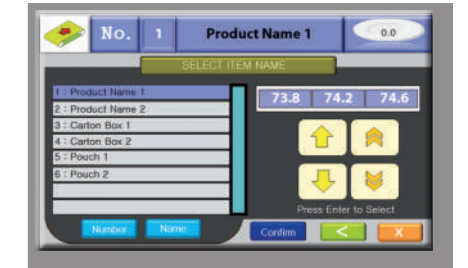 No. 1 Product Name 1 0.0
SELECT ITEM NAME
1 : Product Name 1
2 : Product Name 2
3 : Carton Box 1
4 : Carton Box 2
5 : Pouch 1
6 : Pouch 2
73.8 74.2 74.6
Press Enter to Select
Number Name Confirm < X